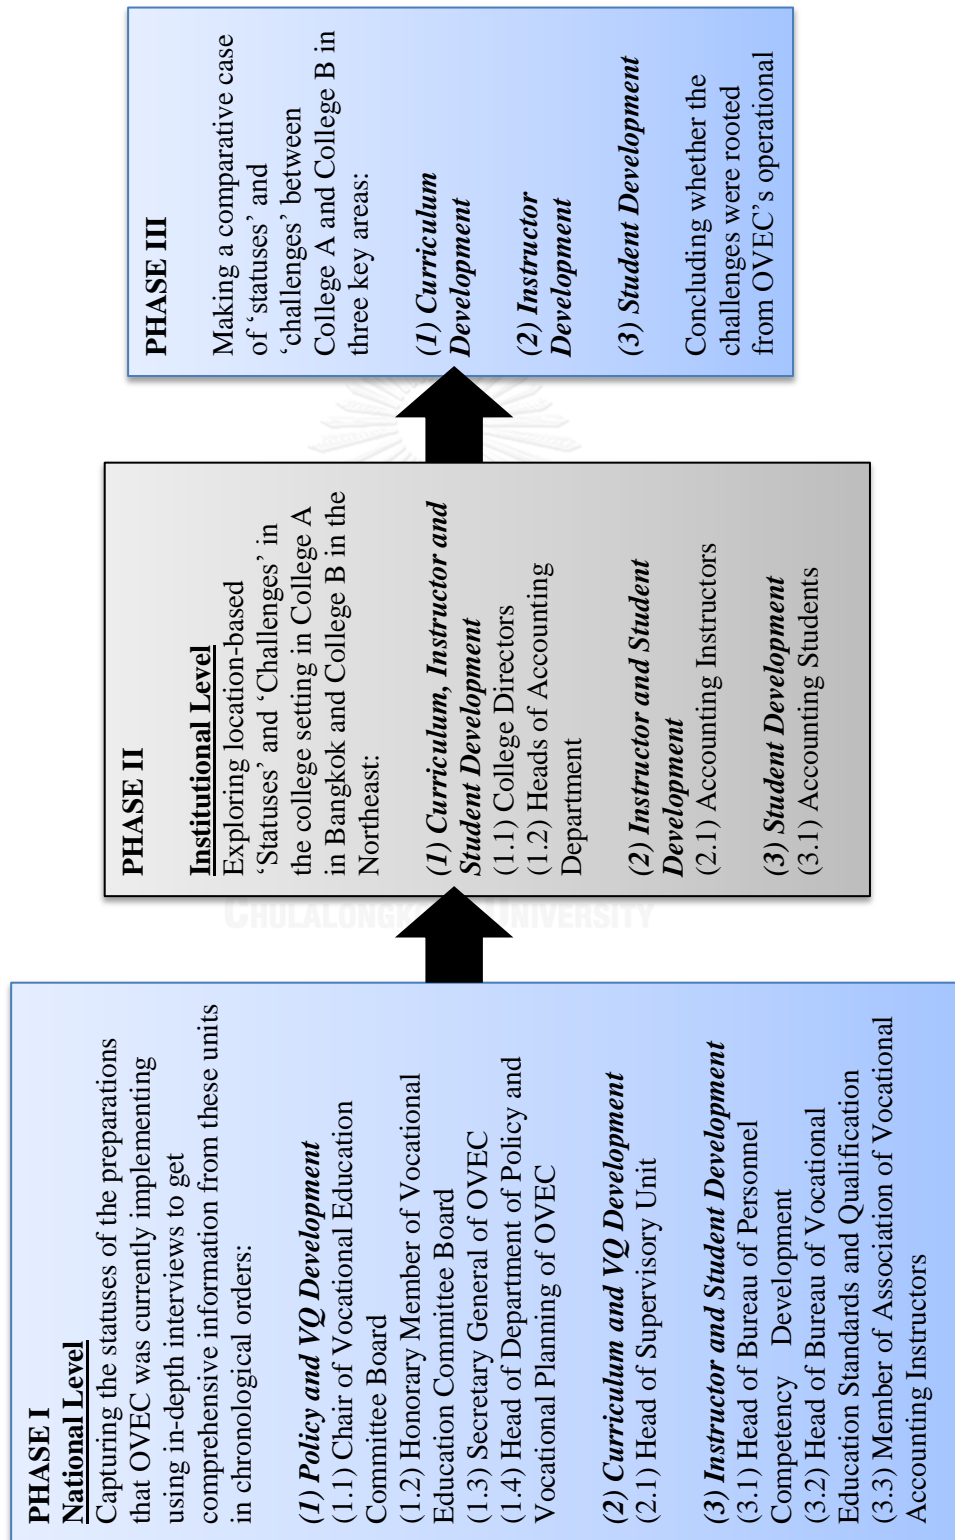 PHASE I
National Level
Capturing the statuses of the preparations
that OVEC was currently implementing
using in-depth interviews to get
comprehensive information from these units
in chronological orders:
(1) Policy and VQ Development
(1.1) Chair of Vocational Education
Committee Board
(1.2) Honorary Member of Vocational
Education Committee Board
(1.3) Secretary General of OVEC
(1.4) Head of Department of Policy and
Vocational Planning of OVEC
(2) Curriculum and VQ Development
(2.1) Head of Supervisory Unit
(3) Instructor and Student Development
(3.1) Head of Bureau of Personnel
Competency Development
(3.2) Head of Bureau of Vocational
Education Standards and Qualification
(3.3) Member of Association of Vocational
Accounting Instructors
PHASE II
Institutional Level
Exploring location-based
‘Statuses’ and ‘Challenges’ in
the college setting in College A
in Bangkok and College B in the
Northeast:
(1) Curriculum, Instructor and
Student Development
(1.1) College Directors
(1.2) Heads of Accounting
Department
(2) Instructor and Student
Development
(2.1) Accounting Instructors
(3) Student Development
(3.1) Accounting Students
PHASE III
Making a comparative case
of ‘statuses’ and
‘challenges’ between
College A and College B in
three key areas:
(1) Curriculum
Development
(2) Instructor
Development
(3) Student Development
Concluding whether the
challenges were rooted
from OVEC’s operational